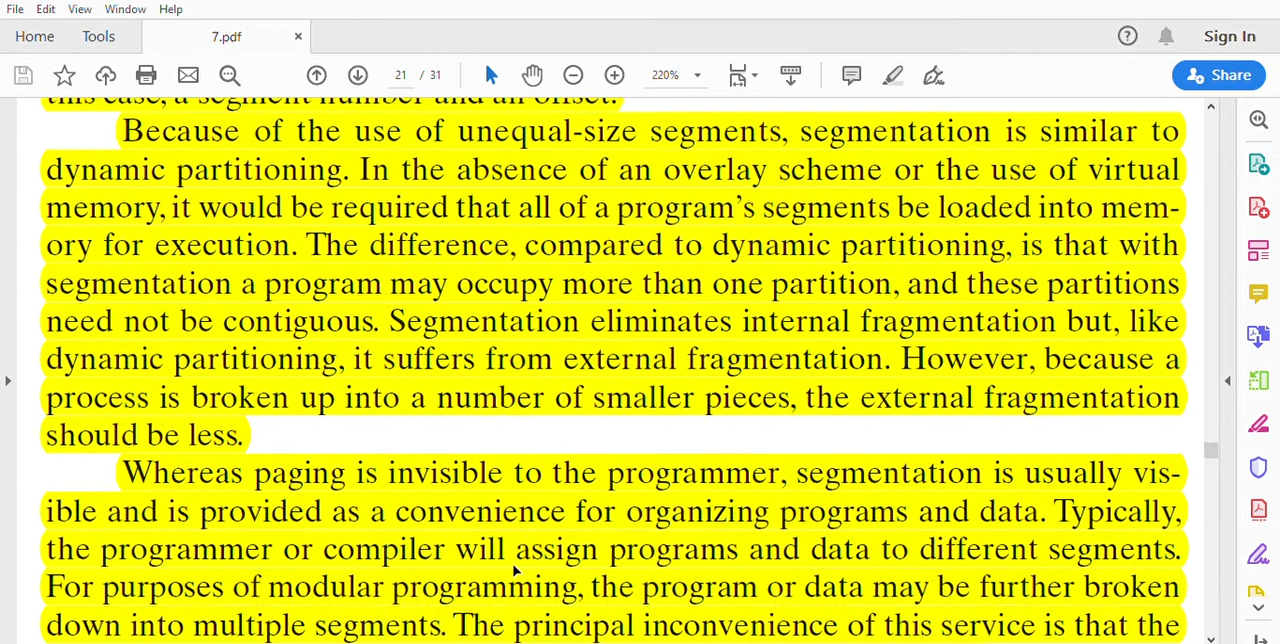 File Edit View Window Help
Home Tools 7.pdf × Sign In
21 / 31 220% Share
this case, a segment number and an offset.
Because of the use of unequal-size segments, segmentation is similar to
dynamic partitioning. In the absence of an overlay scheme or the use of virtual
memory, it would be required that all of a program’s segments be loaded into mem-
ory for execution. The difference, compared to dynamic partitioning, is that with
segmentation a program may occupy more than one partition, and these partitions
need not be contiguous. Segmentation eliminates internal fragmentation but, like
dynamic partitioning, it suffers from external fragmentation. However, because a
process is broken up into a number of smaller pieces, the external fragmentation
should be less.
Whereas paging is invisible to the programmer, segmentation is usually vis-
ible and is provided as a convenience for organizing programs and data. Typically,
the programmer or compiler will assign programs and data to different segments.
For purposes of modular programming, the program or data may be further broken
down into multiple segments. The principal inconvenience of this service is that the